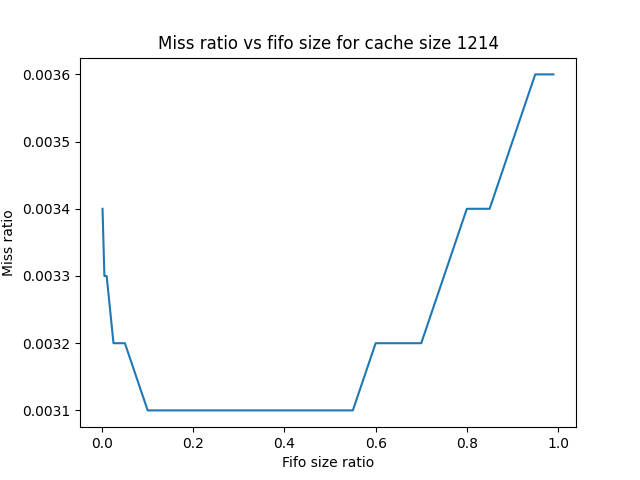 Miss ratio vs fifo size for cache size 1214
Miss ratio
0.0036
0.0035
0.0034
0.0033
0.0032
0.0031
0.0 0.2 0.4 0.6 0.8 1.0
Fifo size ratio